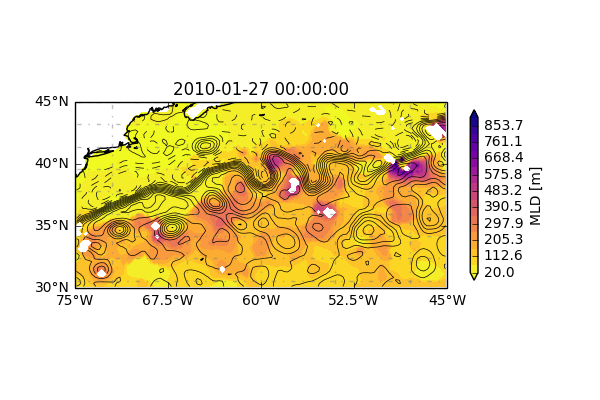 2010-01-27 00:00:00
45°N
40°N
35°N
30°N
75°W
67.5°W
60°W
52.5°W
45°W
853.7
761.1
668.4
575.8
483.2
390.5
297.9
205.3
112.6
20.0
MLD [m]